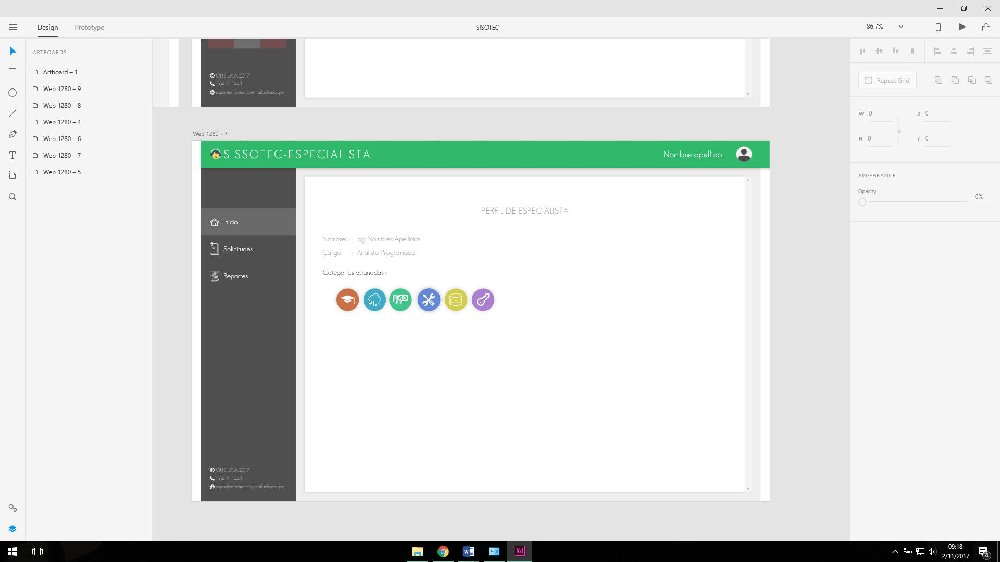 Design
Prototype
SISOTEC
86.7%
ARTBOARDS
Artboard – 1
Web 1280 – 9
Web 1280 – 8
Web 1280 – 4
Web 1280 – 6
Web 1280 – 7
Web 1280 – 5
OUIS UPLA 2017
064 211443
@ soporteinformatica@mail.upla.edu.pe
Web 1280 – 7
SISSOTEC-ESPECIALISTA
Nombre apellido
Inicio
Solicitudes
Reportes
PERFIL DE ESPECIALISTA
Nombres : Ing. Nombres Apellidos
Cargo : Analista Programador
Categorías asignadas :
© OUIS UPLA 2017
064 211443
@ soporteinformatica@mail.upla.edu.pe
Repeat Grid
W 0
X 0
H 0
Y 0
APPEARANCE
Opacity
0%
Xd
09:18
2/11/2017
4